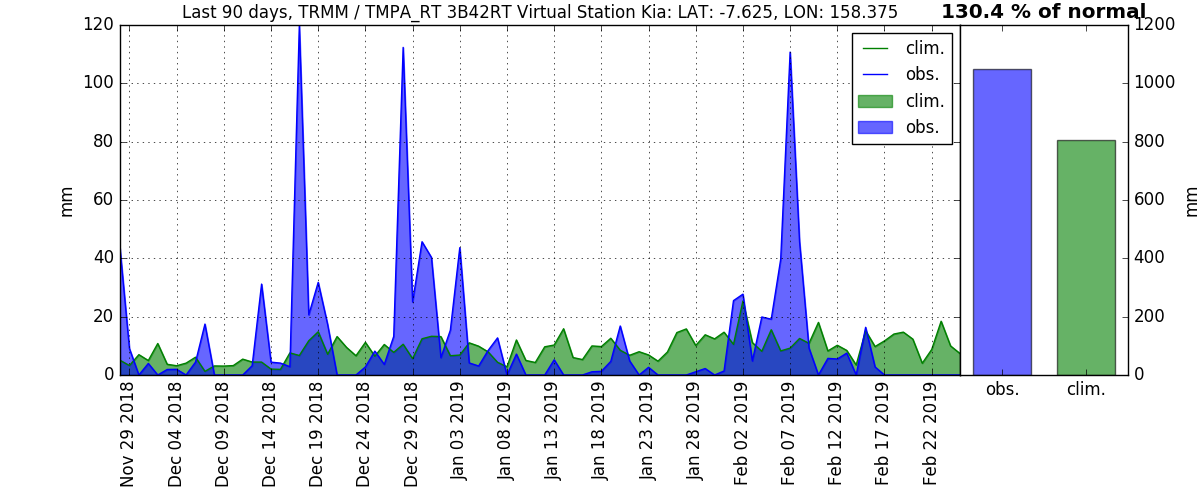 Last 90 days, TRMM / TMPA_RT 3B42RT Virtual Station Kia: LAT: -7.625, LON: 158.375
130.4 % of normal
120
100
80
60
40
20
0
mm
clim.
obs.
clim.
obs.
1200
1000
800
600
400
200
0
mm
Nov 29 2018
Dec 04 2018
Dec 09 2018
Dec 14 2018
Dec 19 2018
Dec 24 2018
Dec 29 2018
Jan 03 2019
Jan 08 2019
Jan 13 2019
Jan 18 2019
Jan 23 2019
Jan 28 2019
Feb 02 2019
Feb 07 2019
Feb 12 2019
Feb 17 2019
Feb 22 2019
obs.
clim.